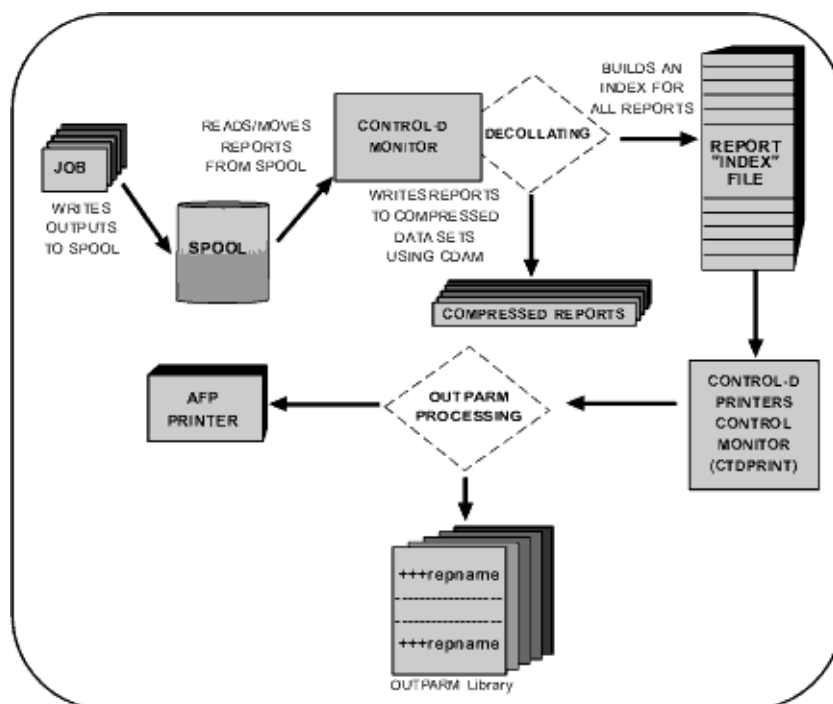 JOB
WRITES
OUTPUTS
TO SPOOL
SPOOL
READS/MOVES
REPORTS
FROM SPOOL
CONTROL-D
MONITOR
DECOLLATING
WRITES REPORTS
TO COMPRESSED
DATA SETS
USING CDAM
BUILDS AN
INDEX FOR
ALL REPORTS
REPORT
"INDEX"
FILE
COMPRESSED REPORTS
CONTROL-D
PRINTERS
CONTROL
MONITOR
(CTDPRINT)
OUTPARM
PROCESSING
AFP
PRINTER
+++repname
+++repname
OUTPARM Library